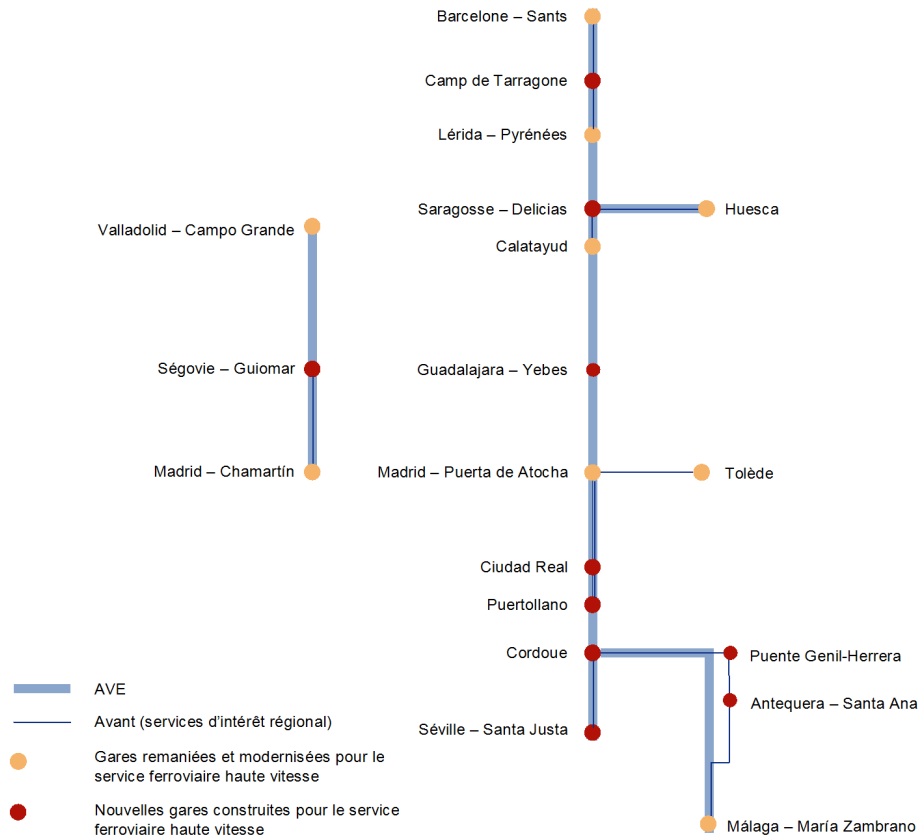 Barcelone – Sants
Camp de Tarragone
Lérida – Pyrénées
Saragosse – Delicias
Huesca
Valladolid – Campo Grande
Calatayud
Ségovie – Guiomar
Guadalajara – Yebes
Madrid – Chamartín
Madrid – Puerta de Atocha
Tolède
Ciudad Real
Puertollano
Cordoue
Puente Genil-Herrera
Antequera – Santa Ana
Séville – Santa Justa
Málaga – María Zambrano
AVE
Avant (services d’intérêt régional)
Gares remaniées et modernisées pour le
service ferroviaire haute vitesse
Nouvelles gares construites pour le service
ferroviaire haute vitesse